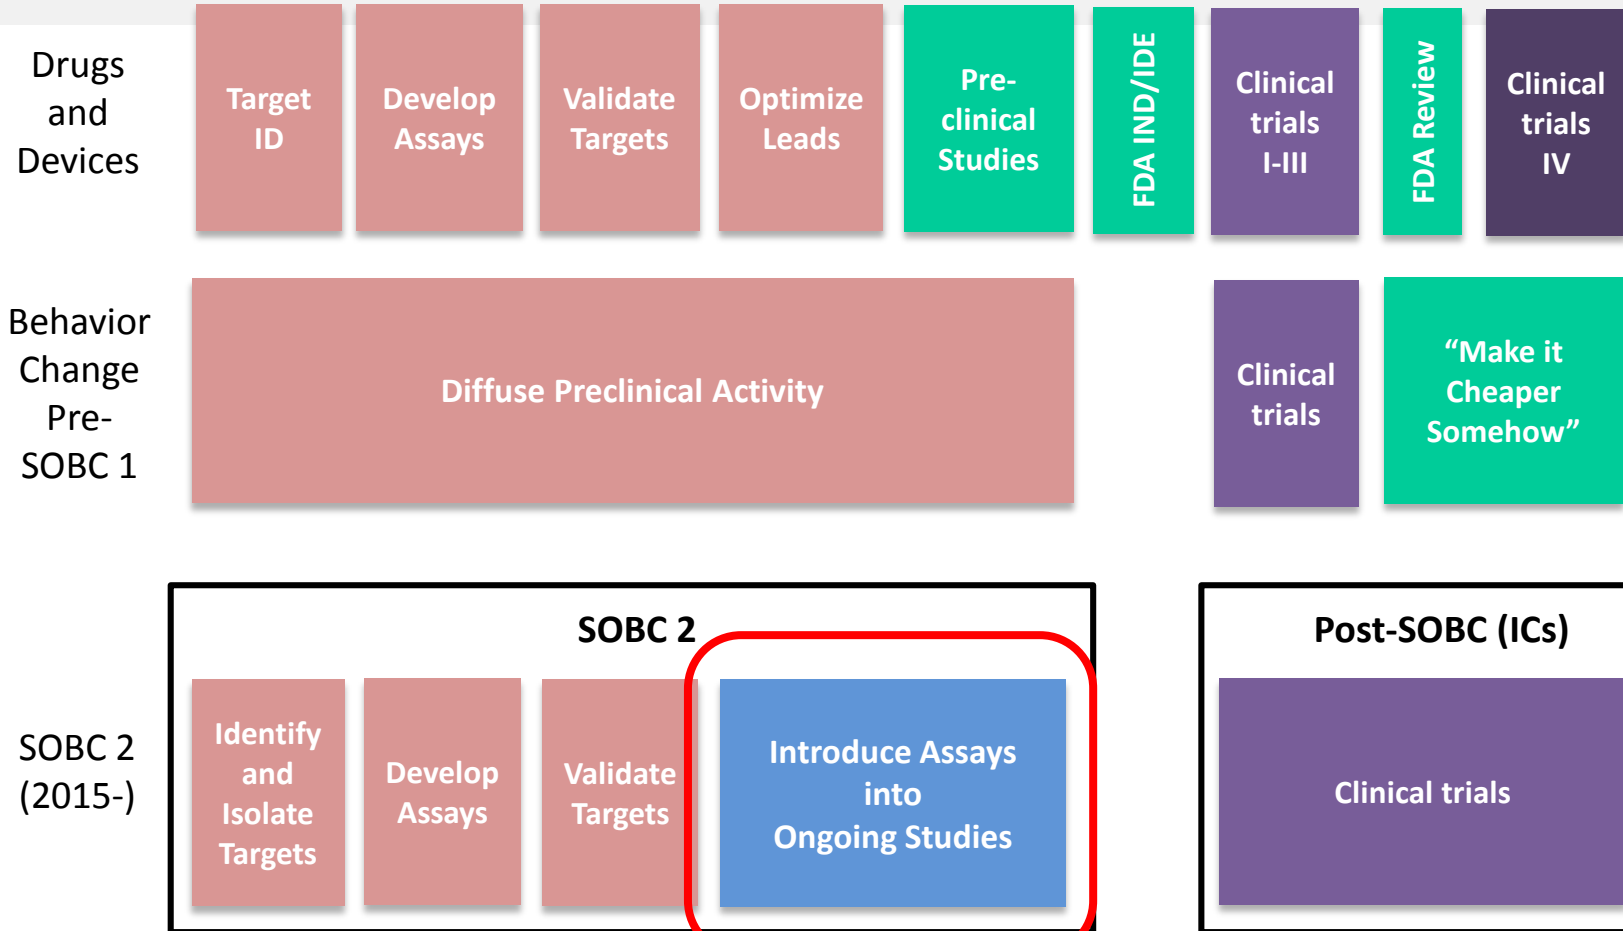 Drugs
and
Devices
Target
ID
Develop
Assays
Validate
Targets
Optimize
Leads
Pre-
clinical
Studies
FDA IND/IDE
Clinical
trials
I-III
FDA Review
Clinical
trials
IV
Behavior
Change
Pre-
SOBC 1
Diffuse Preclinical Activity
Clinical
trials
“Make it
Cheaper
Somehow”
SOBC 2
(2015-)
SOBC 2
Identify
and
Isolate
Targets
Develop
Assays
Validate
Targets
Introduce Assays
into
Ongoing Studies
Post-SOBC (ICs)
Clinical trials